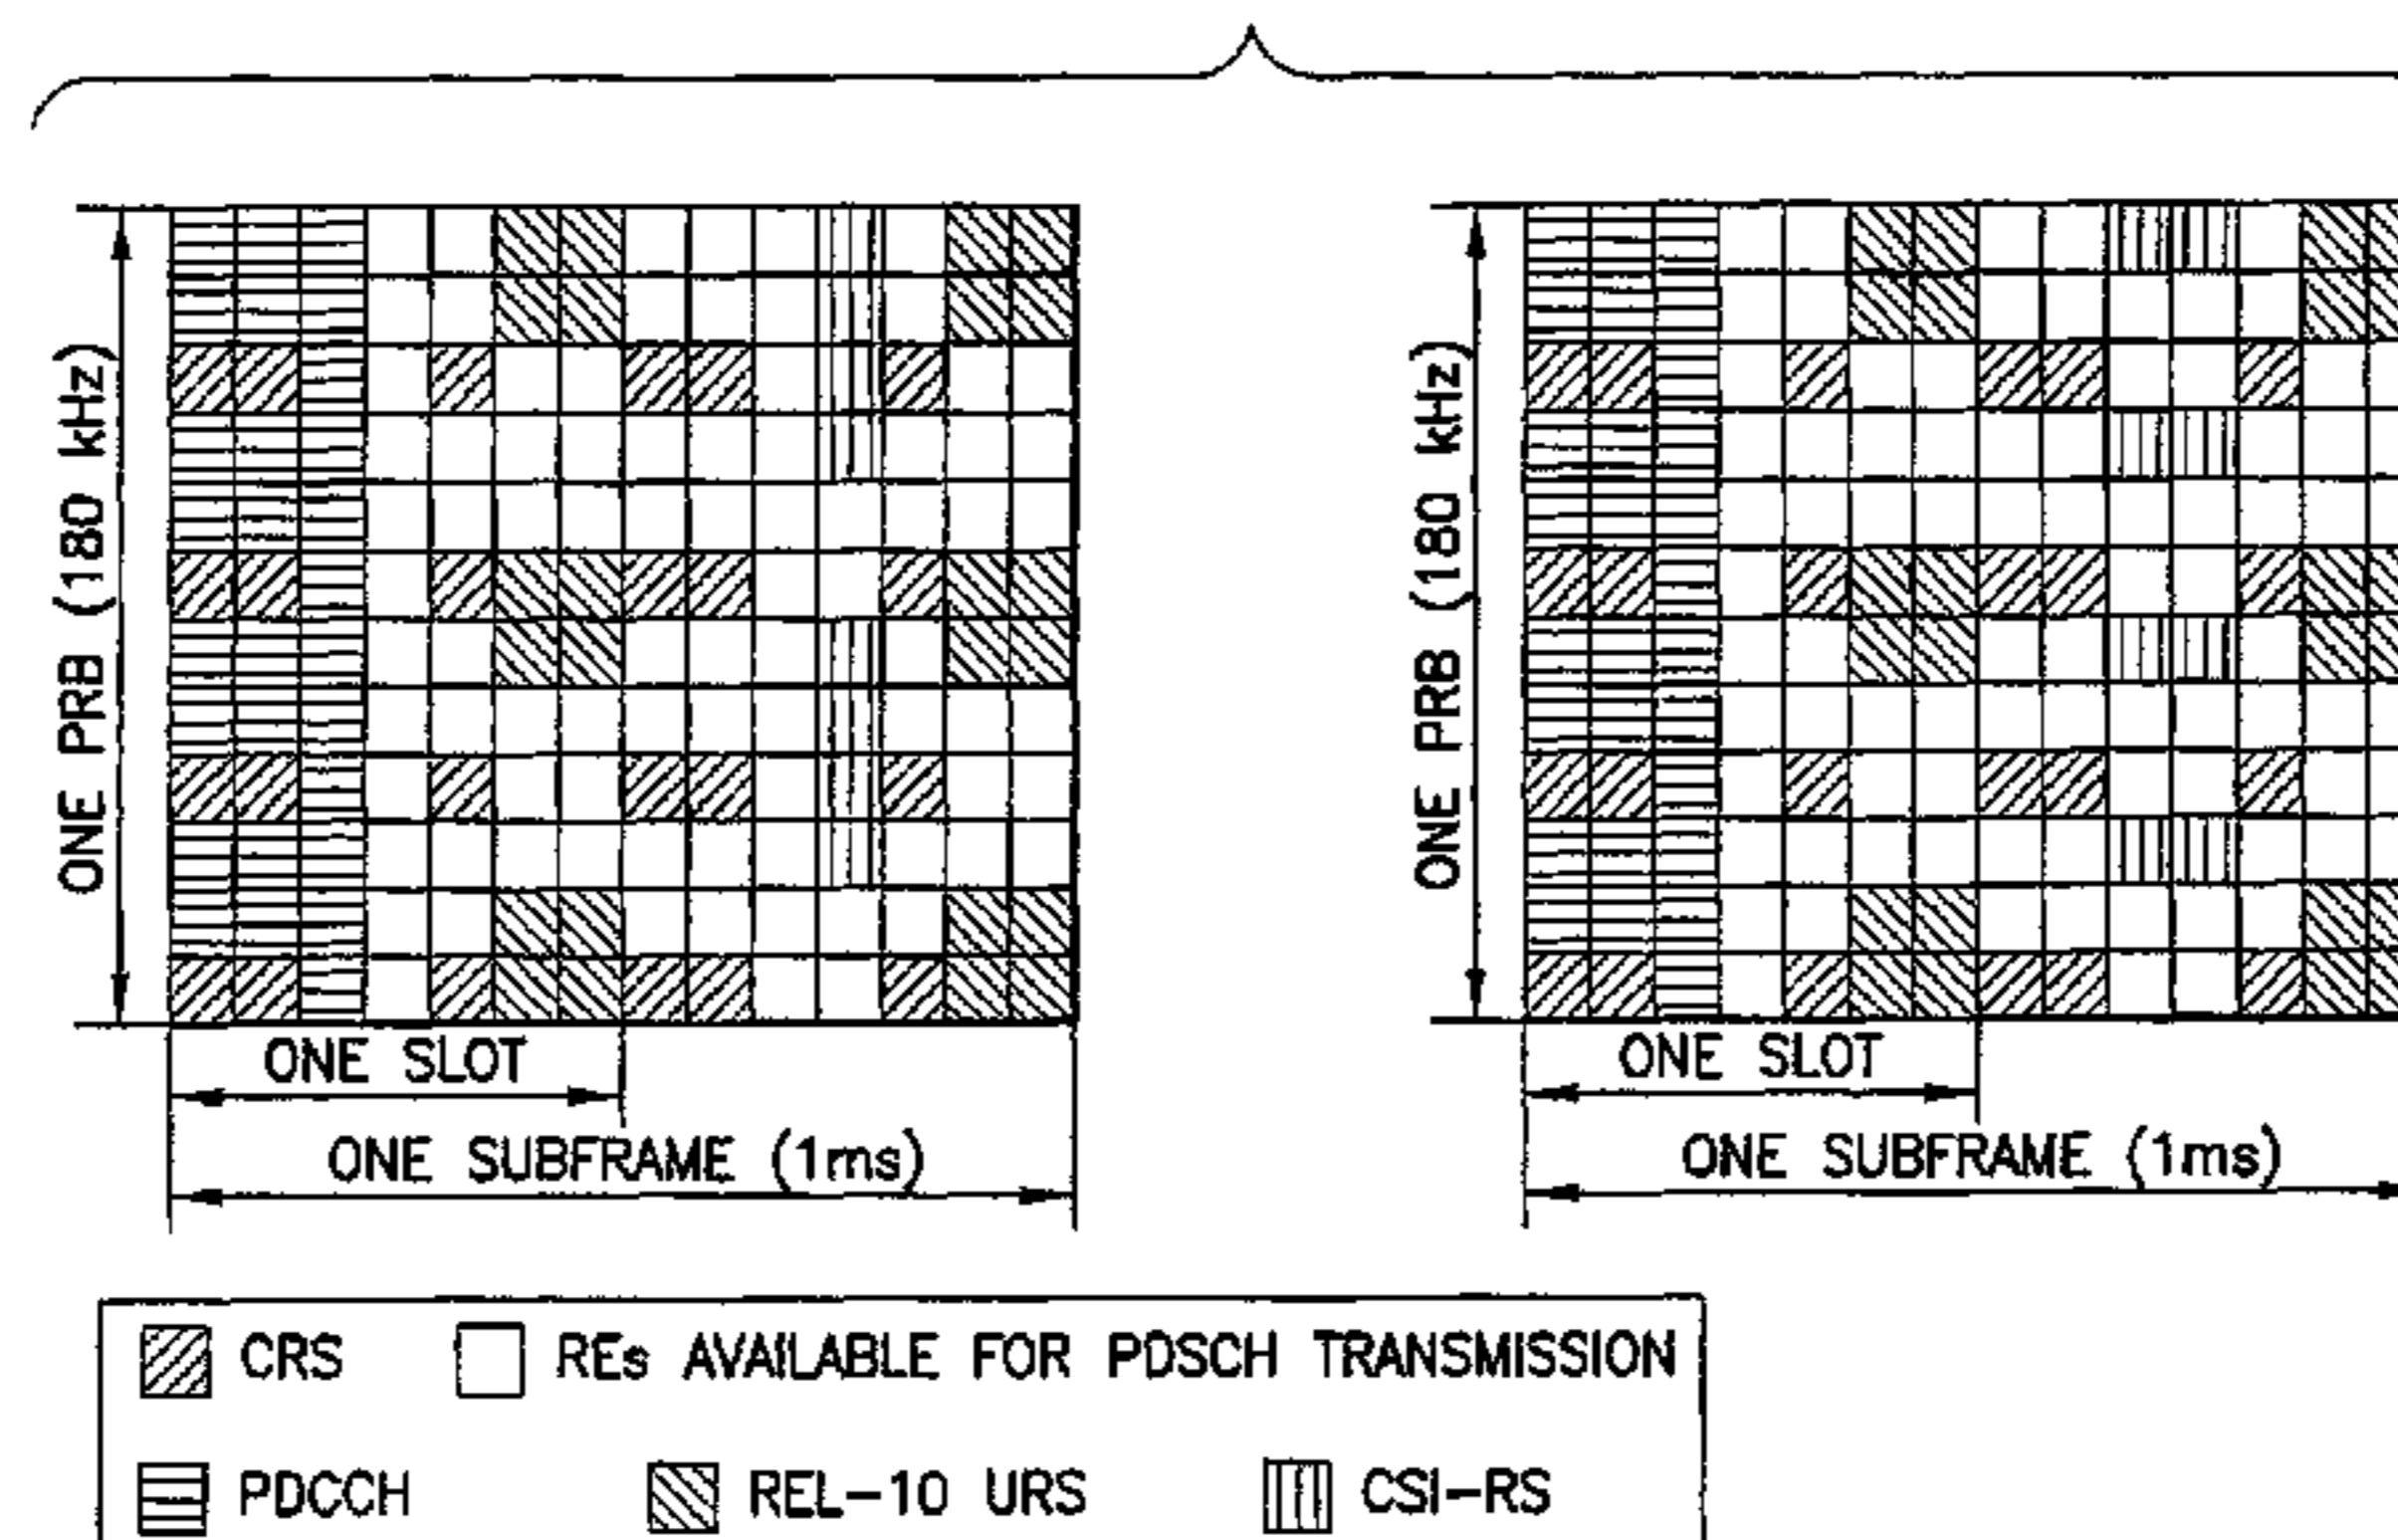 ONE PRB (180 kHz)
ONE SLOT
ONE SUBFRAME (1ms)
ONE PRB (180 kHz)
ONE SLOT
ONE SUBFRAME (1ms)
CRS
REs AVAILABLE FOR PDSCH TRANSMISSION
PDCCH
REL-10 URS
CSI-RS